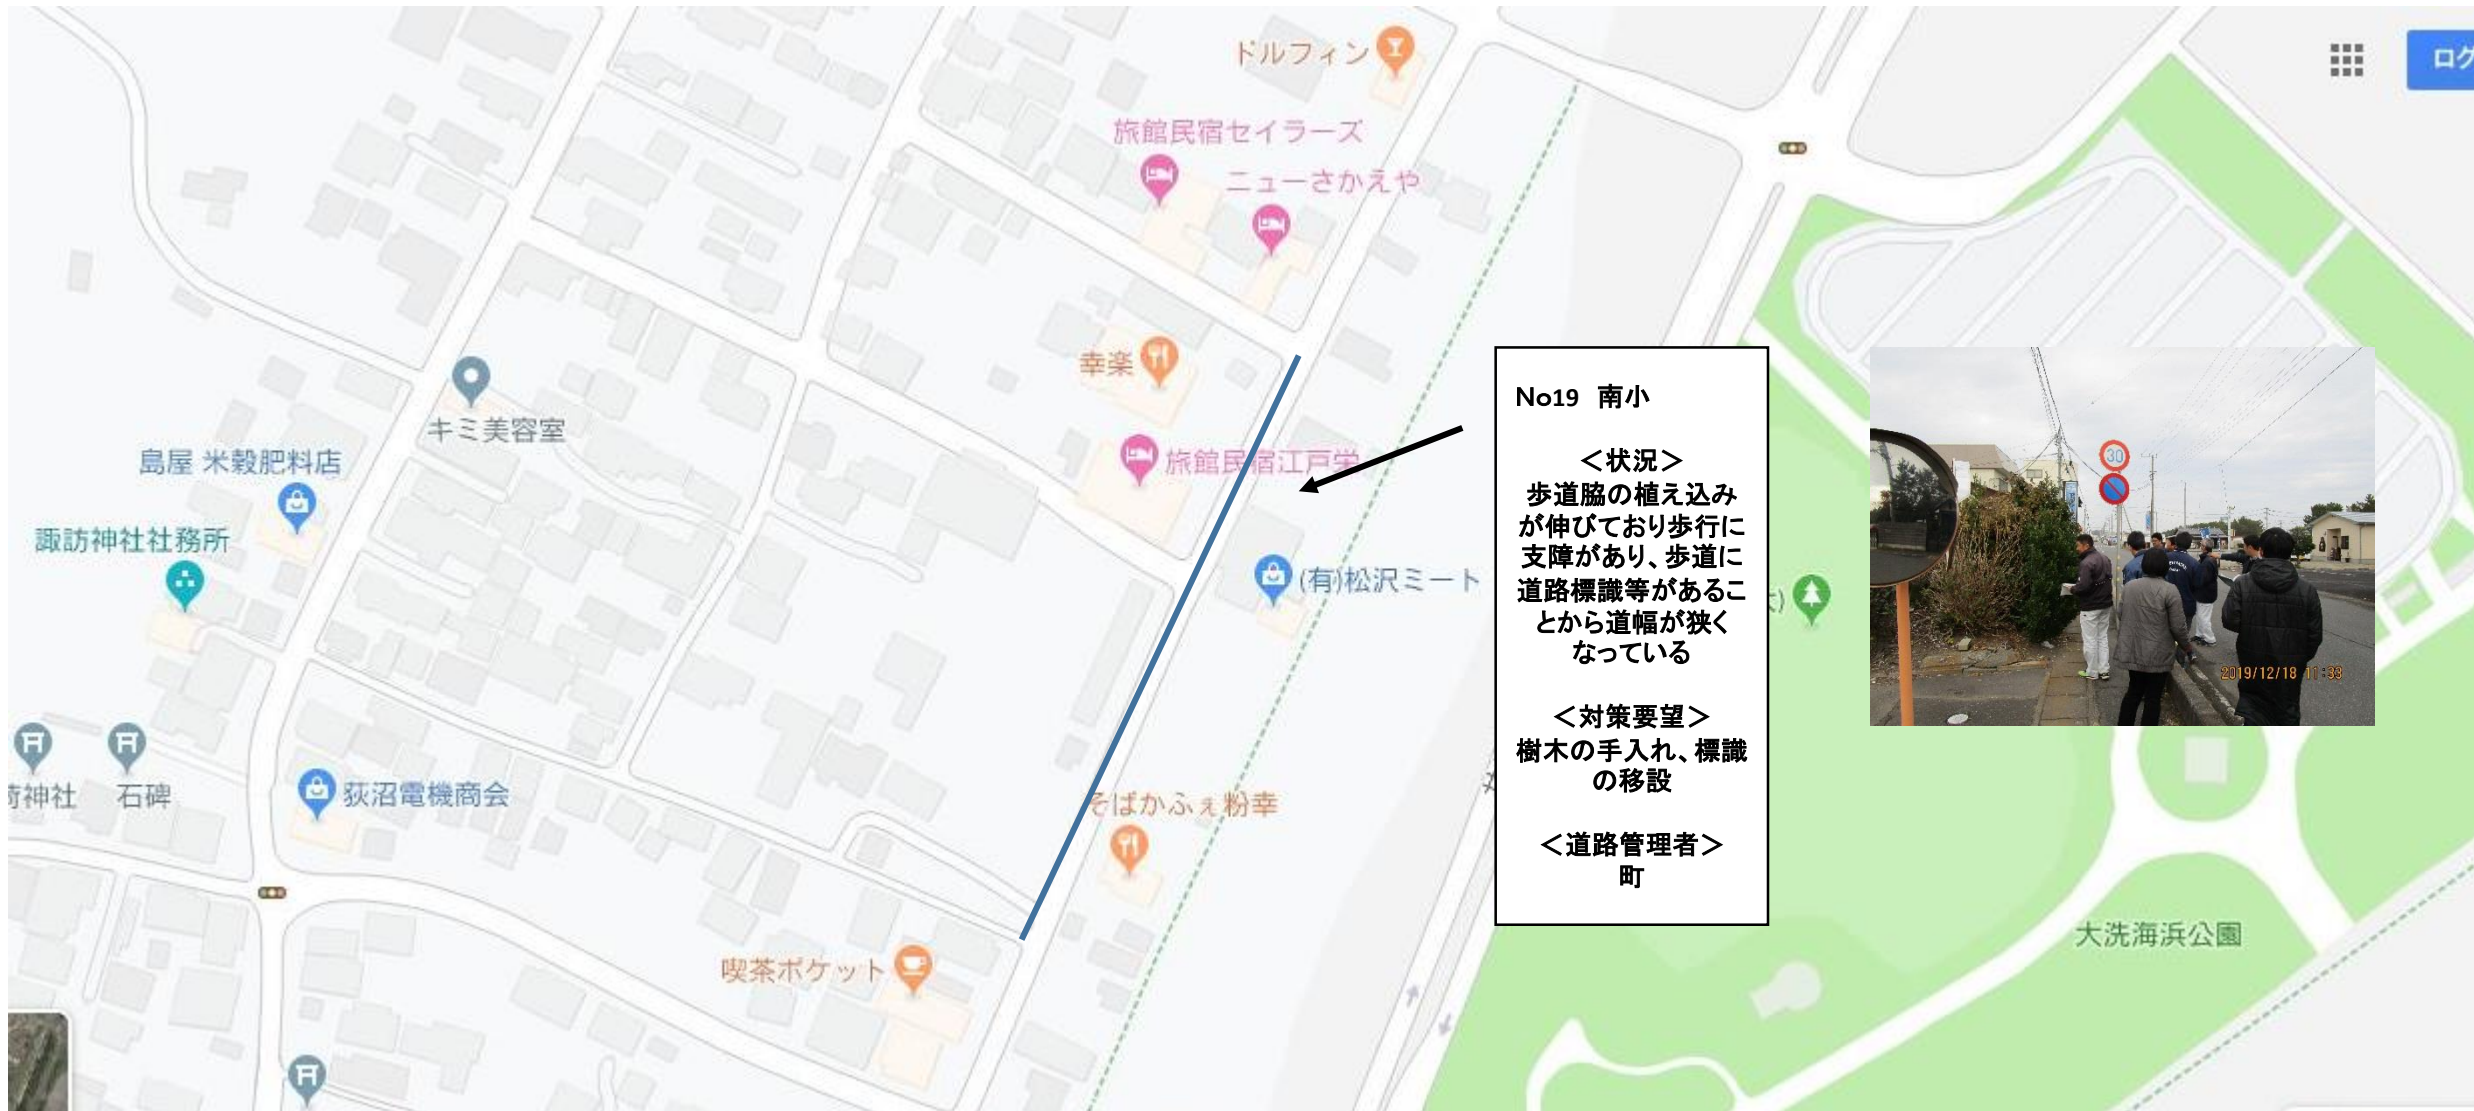 ドルフィン
旅館民宿セイラーズ
ニューさかえや
幸楽
旅館民宿江戸栄
キミ美容室
島屋 米穀肥料店
諏訪神社社務所
(有)松沢ミート
石碑
荻沼電機商会
そばかふぇ粉幸
喫茶ポケット
大洗海浜公園
No19 南小
＜状況＞
歩道脇の植え込み
が伸びており歩行に
支障があり、歩道に
道路標識等があるこ
とから道幅が狭く
なっている
＜対策要望＞
樹木の手入れ、標識
の移設
＜道路管理者＞
町
30
2019/12/18 11:33